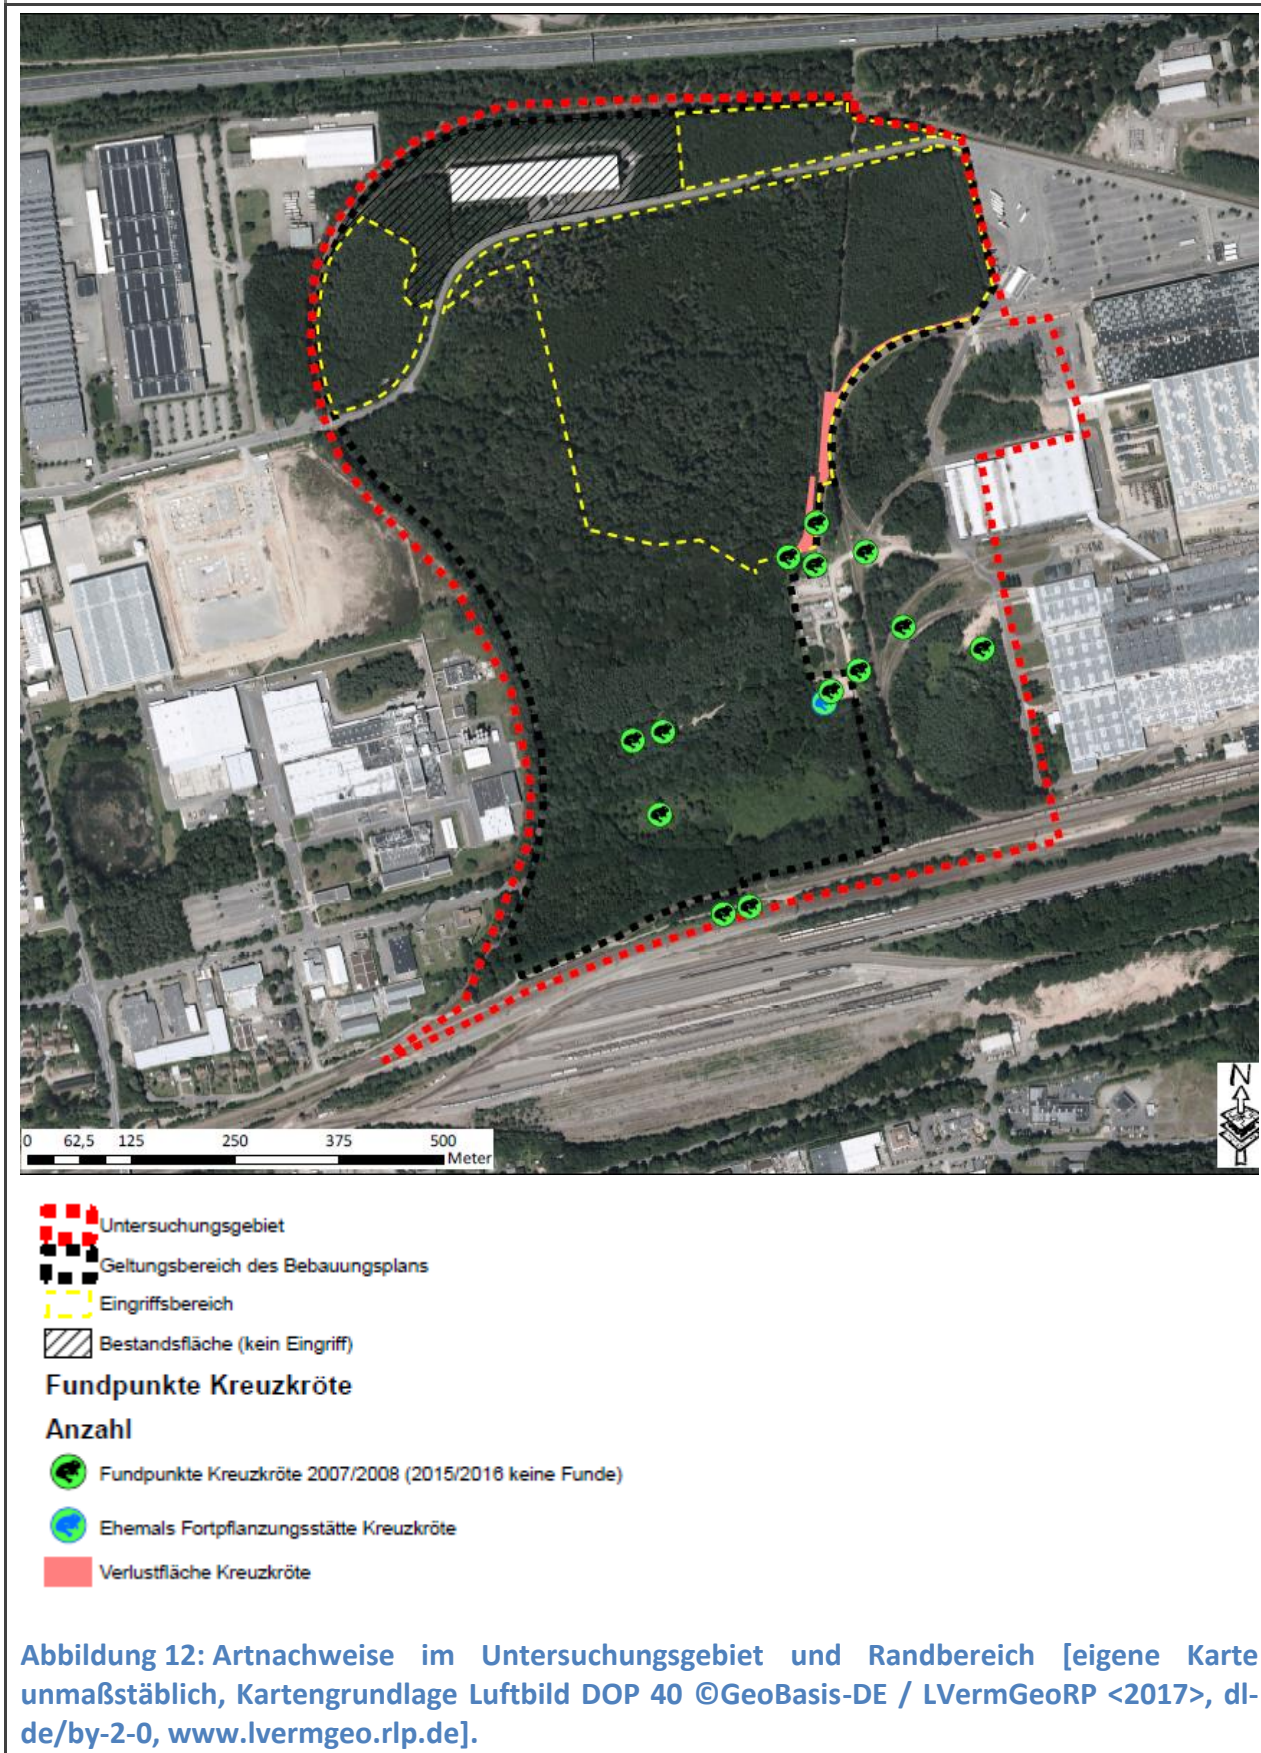 N
0 62,5 125 250 375 500
Meter
Untersuchungsgebiet
Geltungsbereich des Bebauungsplans
Eingriffsbereich
Bestandsfläche (kein Eingriff)
Fundpunkte Kreuzkröte
Anzahl
Fundpunkte Kreuzkröte 2007/2008 (2015/2016 keine Funde)
Ehemals Fortpflanzungsstätte Kreuzkröte
Verlustfläche Kreuzkröte
Abbildung 12: Artnachweise im Untersuchungsgebiet und Randbereich [eigene Karte
unmaßstäblich, Kartengrundlage Luftbild DOP 40 ©GeoBasis-DE / LVermGeoRP <2017>, dl-
de/by-2-0, www.lvermgeo.rlp.de].